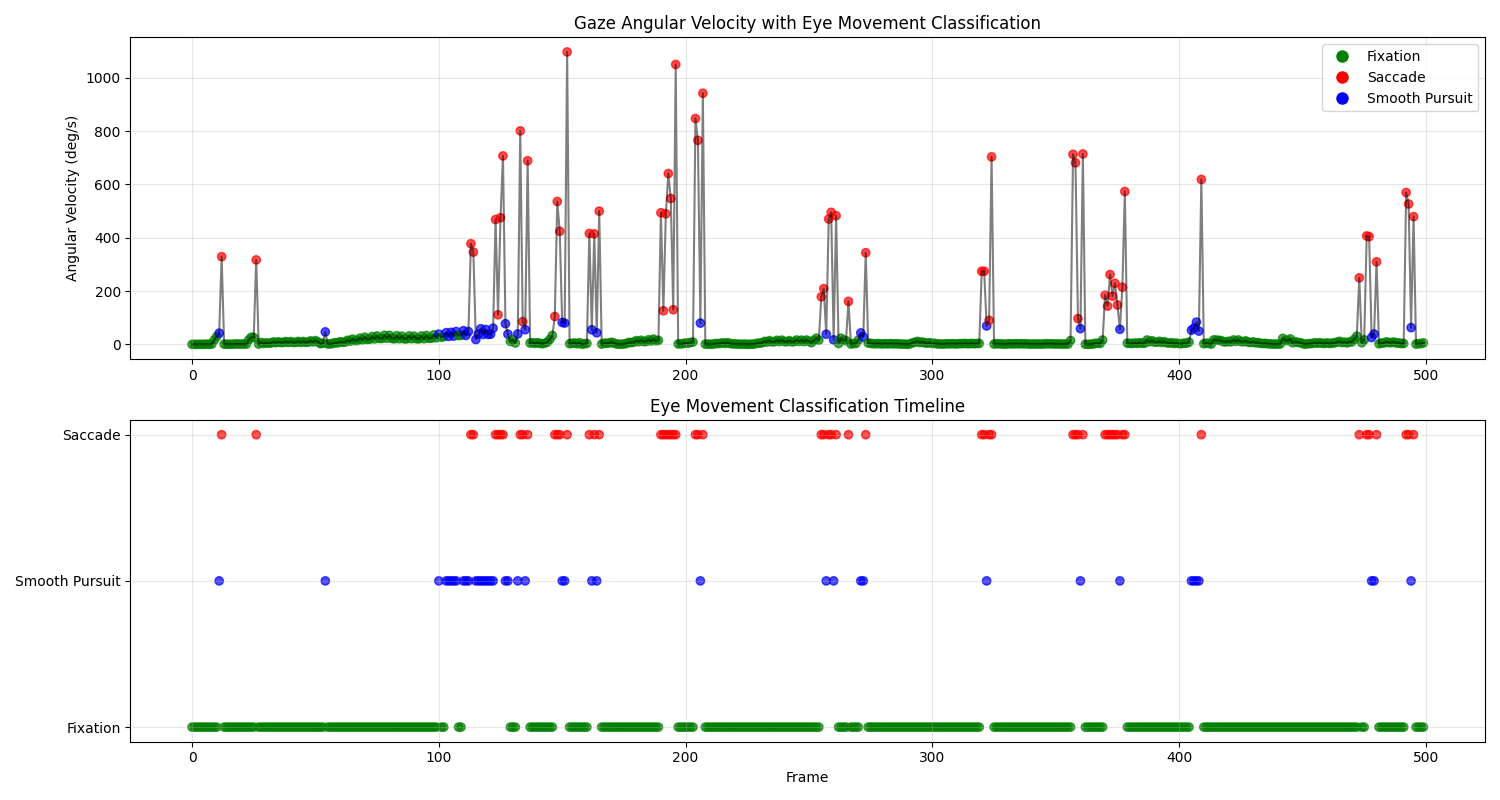 Gaze Angular Velocity with Eye Movement Classification
Angular Velocity (deg/s)
1000
800
600
400
200
0
Fixation
Saccade
Smooth Pursuit
0 100 200 300 400 500
Eye Movement Classification Timeline
Saccade
Smooth Pursuit
Fixation
0 100 200 300 400 500
Frame